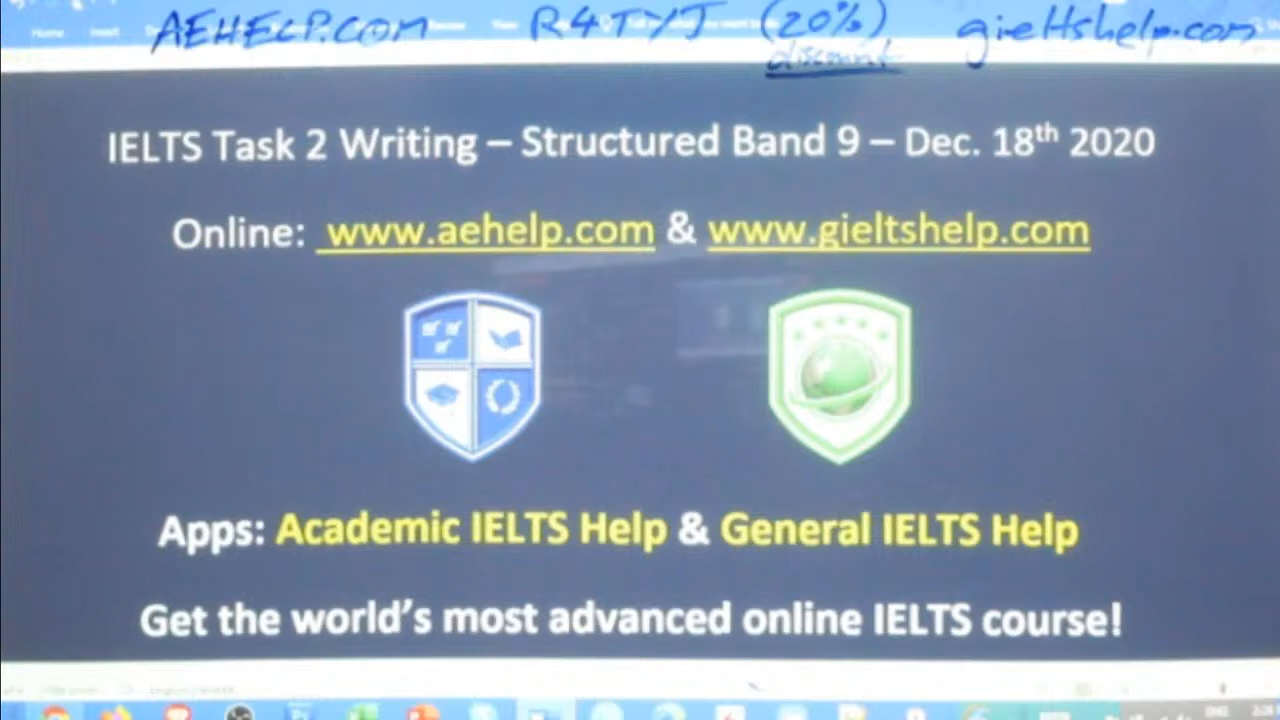 AEHELP.COM R4TYJ (20%) gieltshelp.com
discount
IELTS Task 2 Writing – Structured Band 9 – Dec. 18th 2020
Online: www.aehelp.com & www.gieltshelp.com
Apps: Academic IELTS Help & General IELTS Help
Get the world's most advanced online IELTS course!